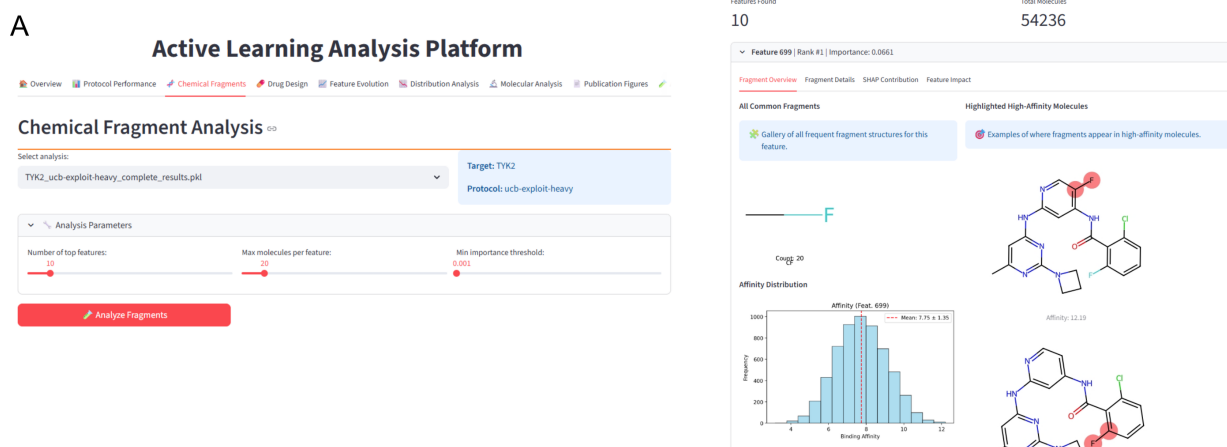 A
Active Learning Analysis Platform
Overview Protocol Performance Chemical Fragments Drug Design Feature Evolution Distribution Analysis Molecular Analysis Publication Figures
Chemical Fragment Analysis
Select analysis:
TYK2_ucb-exploit-heavy_complete_results.pkl
Target: TYK2
Protocol: ucb-exploit-heavy
Analysis Parameters
Number of top features: Max molecules per feature: Min importance threshold:
10 20 0.001
Analyze Fragments
Features Found Total Molecules
10 54236
Feature 699 | Rank #1 | Importance: 0.0661
Fragment Overview Fragment Details SHAP Contribution Feature Impact
All Common Fragments Highlighted High-Affinity Molecules
Gallery of all frequent fragment structures for this
feature.
Examples of where fragments appear in high-affinity molecules.
F
Count: 20
CF
N F
HN NH Cl
N O
N N F
Affinity: 12.19
Affinity Distribution
Affinity (Feat. 699)
Mean: 7.75 ± 1.35
1000
800
600
400
200
0
Frequency
4 6 8 10 12
Binding Affinity
N
NH Cl
HN O
N F